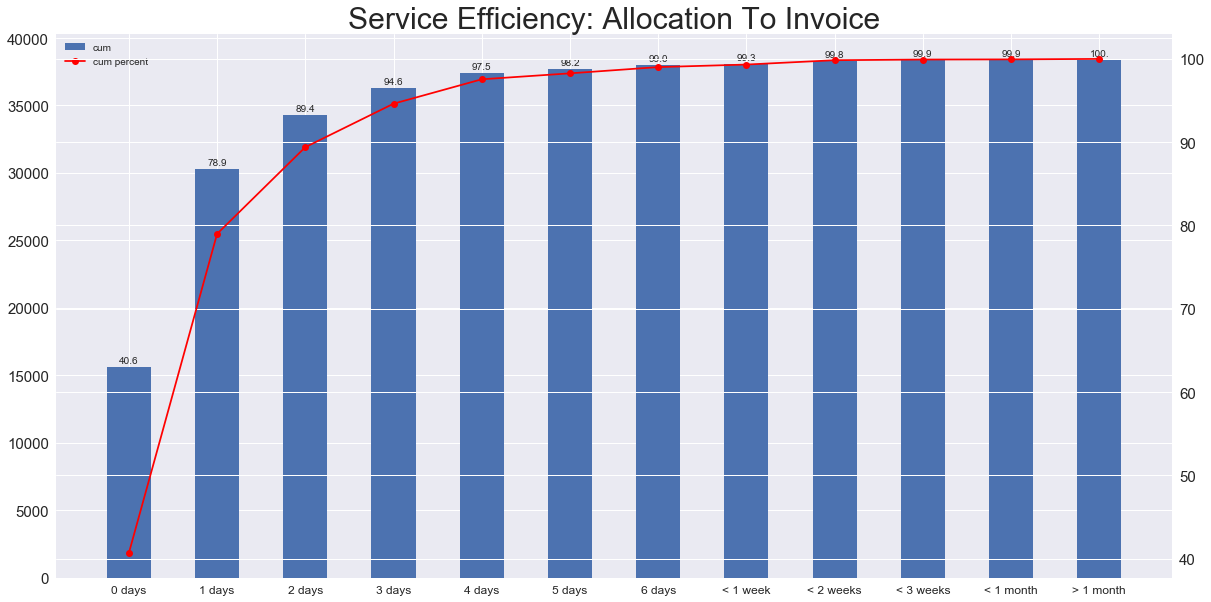 Service Efficiency: Allocation To Invoice
cum
cum percent
40000
35000
30000
25000
20000
15000
10000
5000
0
100
90
80
70
60
50
40
40.6
78.9
89.4
94.6
97.5
98.2
99.0
99.3
99.8
99.9
99.9
100.
0 days
1 days
2 days
3 days
4 days
5 days
6 days
< 1 week
< 2 weeks
< 3 weeks
< 1 month
> 1 month